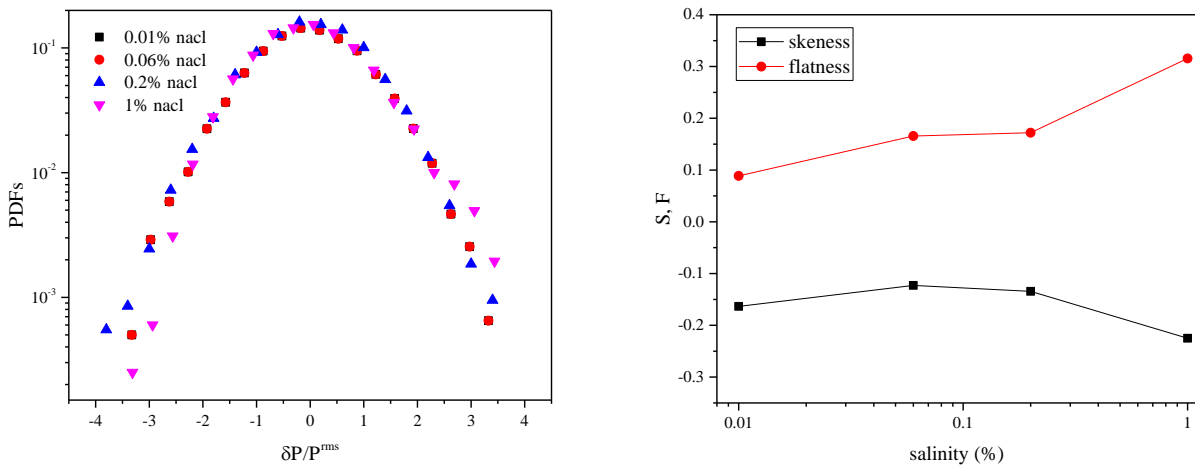 10⁻¹
10⁻²
10⁻³
PDFs
0.01% nacl
0.06% nacl
0.2% nacl
1% nacl
-4 -3 -2 -1 0 1 2 3 4
δP/Pʳᵐˢ
0.4
0.3
0.2
0.1
0.0
-0.1
-0.2
-0.3
S, F
skeness
flatness
0.01 0.1 1
salinity (%)